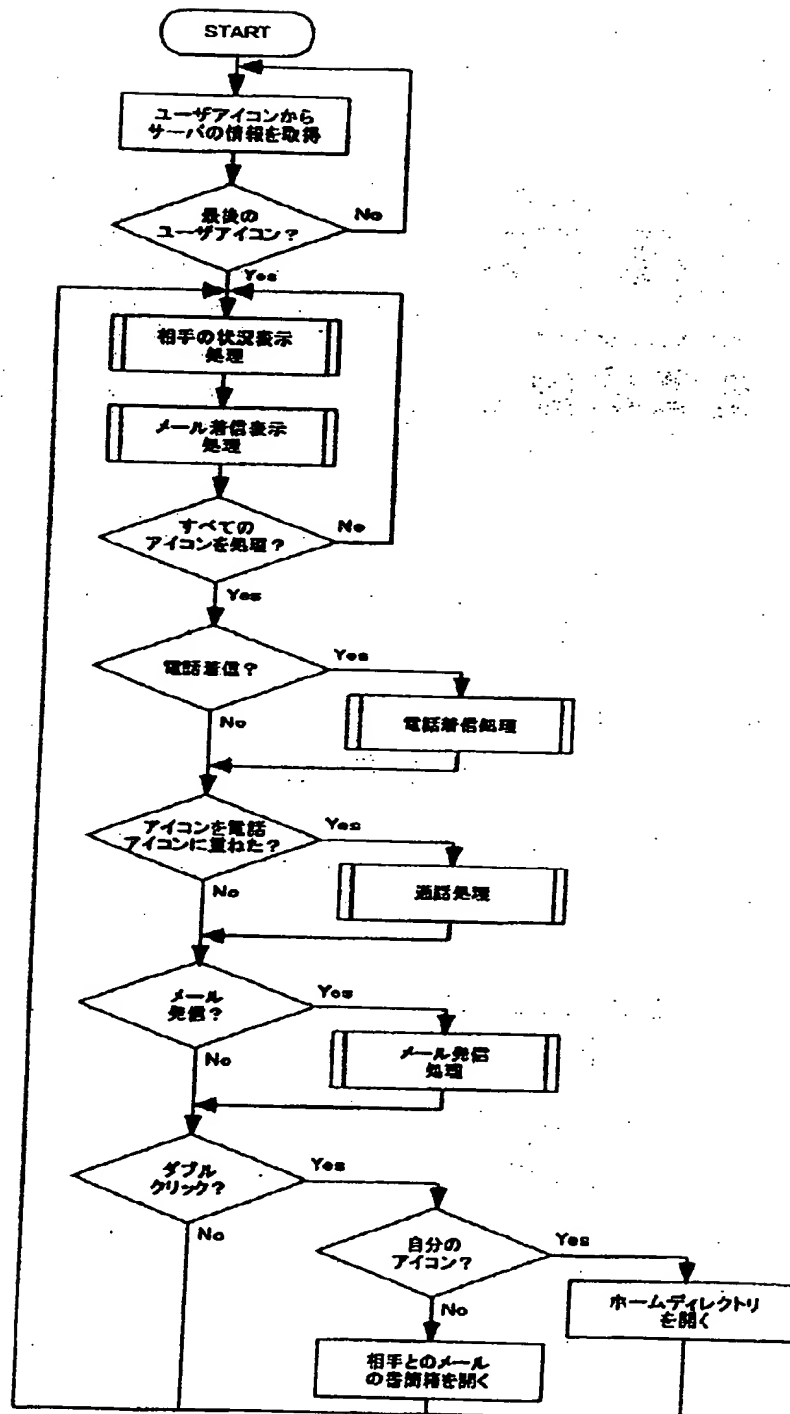 START
ユーザアイコンから
サーバの情報を取得
最後の
ユーザアイコン？
No
Yes
相手の状況表示
処理
メール着信表示
処理
すべての
アイコンを処理？
No
Yes
電話着信？
Yes
No
電話着信処理
アイコンを電話
アイコンに重ねた？
Yes
No
通話処理
メール
発信？
Yes
No
メール発信
処理
ダブル
クリック？
Yes
No
自分の
アイコン？
Yes
No
ホームディレクトリ
を開く
相手とのメール
の書簡箱を開く